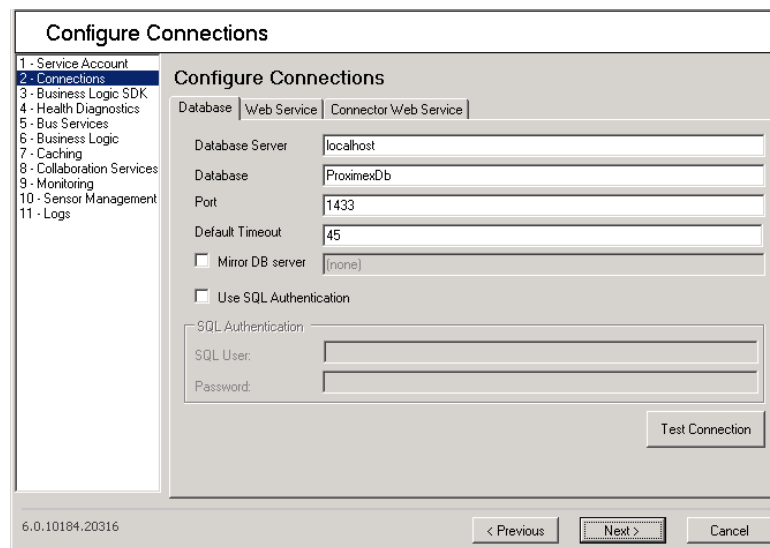 Configure Connections
1 - Service Account
2 - Connections
3 - Business Logic SDK
4 - Health Diagnostics
5 - Bus Services
6 - Business Logic
7 - Caching
8 - Collaboration Services
9 - Monitoring
10 - Sensor Management
11 - Logs
Configure Connections
Database Web Service Connector Web Service
Database Server localhost
Database ProximexDb
Port 1433
Default Timeout 45
Mirror DB server (none)
Use SQL Authentication
SQL Authentication
SQL User:
Password:
Test Connection
6.0.10184.20316
< Previous Next > Cancel